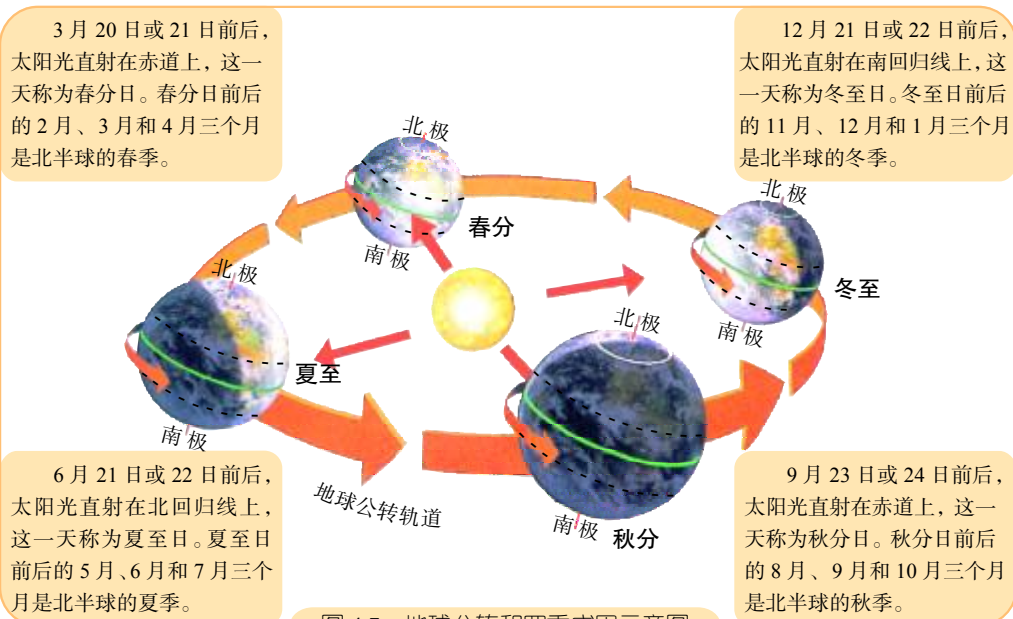 3 月 20 日或 21 日前后，
太阳光直射在赤道上，这一
天称为春分日。春分日前后
的 2 月、3 月和 4 月三个月
是北半球的春季。
12 月 21 日或 22 日前后，
太阳光直射在南回归线上，这
一天称为冬至日。冬至日前后
的 11 月、12 月和 1 月三个月
是北半球的冬季。
北极
春分
南极
北极
冬至
南极
北极
夏至
南极
北极
南极
秋分
地球公转轨道
6 月 21 日或 22 日前后，
太阳光直射在北回归线上，
这一天称为夏至日。夏至日
前后的 5 月、6 月和 7 月三个
月是北半球的夏季。
9 月 23 日或 24 日前后，
太阳光直射在赤道上，这一
天称为秋分日。秋分日前后
的 8 月、9 月和 10 月三个月
是北半球的秋季。
地球公转和四季成因示意图